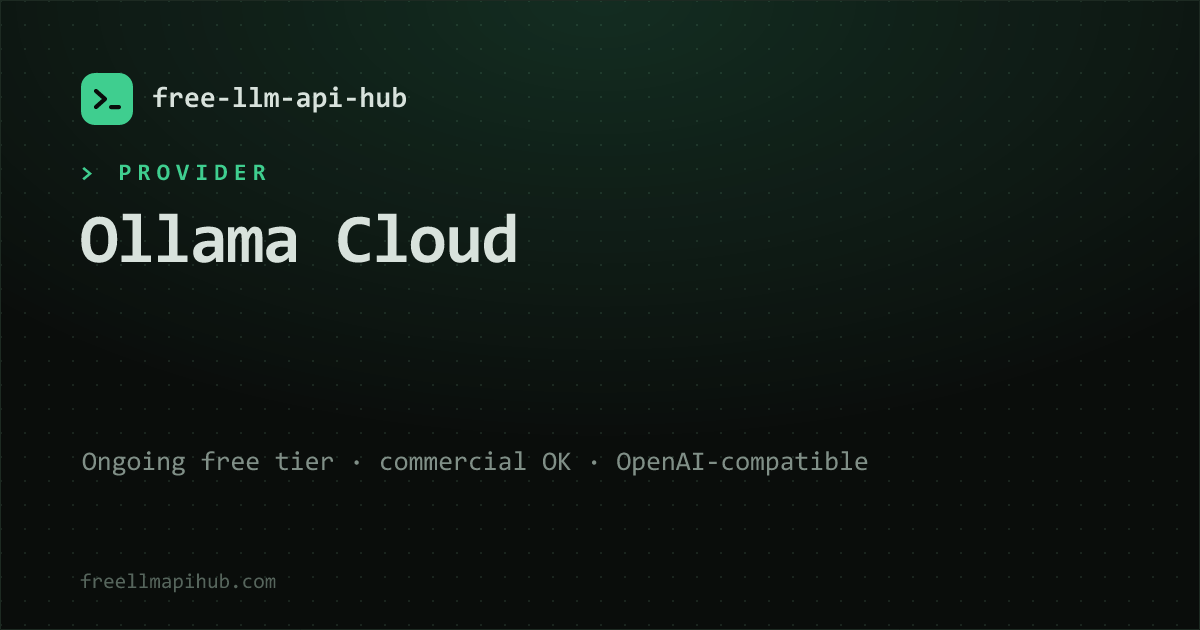 free-llm-api-hub
> PROVIDER
Ollama Cloud
Ongoing free tier · commercial OK · OpenAI-compatible
freellmapihub.com